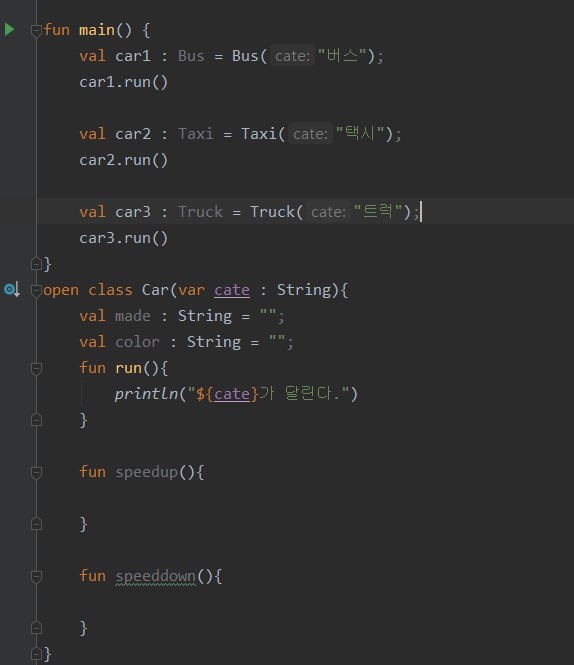 fun main() {
val car1 : Bus = Bus( cate: "버스");
car1.run()
val car2 : Taxi = Taxi( cate: "택시");
car2.run()
val car3 : Truck = Truck( cate: "트럭");
car3.run()
}
open class Car(var cate : String){
val made : String = "";
val color : String = "";
fun run(){
println("${cate}가 달린다.")
}
fun speedup(){
}
fun speeddown(){
}
}